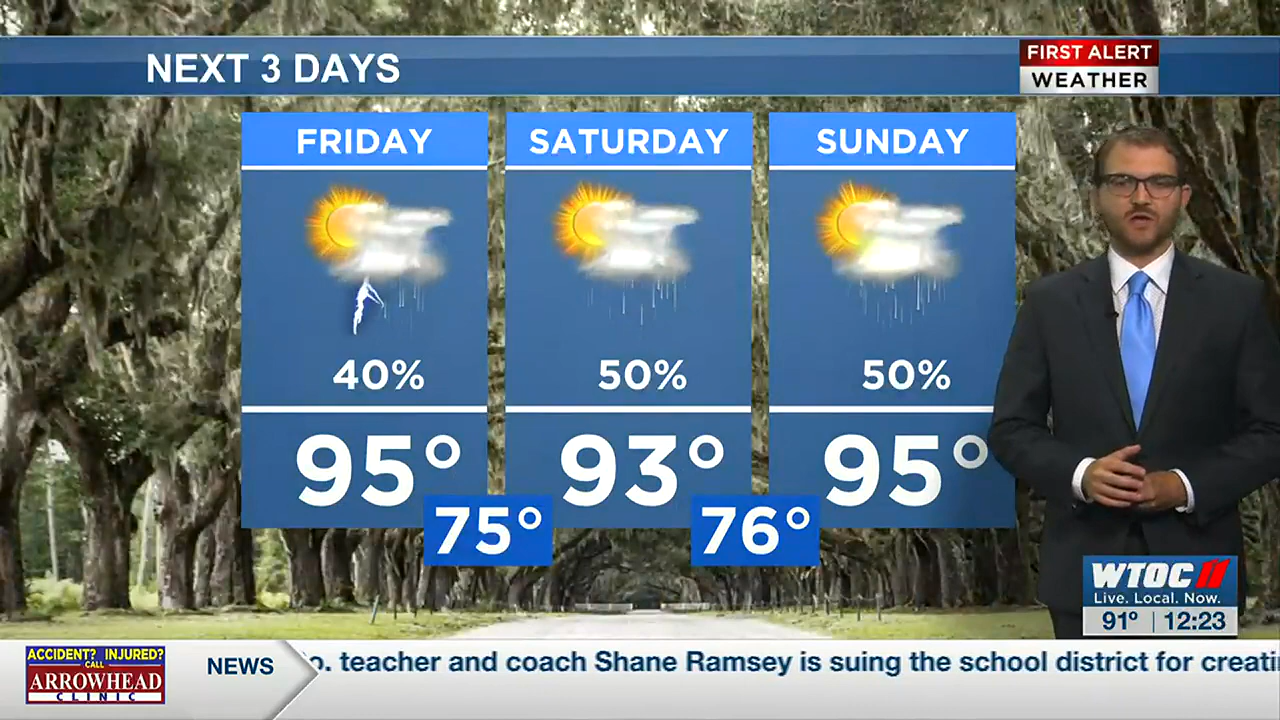 NEXT 3 DAYS
FIRST ALERT
WEATHER
FRIDAY
SATURDAY
SUNDAY
40%
50%
50%
95°
93°
95°
75°
76°
WTOC 11
Live. Local. Now.
91° | 12:23
ACCIDENT? INJURED?
CALL
ARROWHEAD
CLINIC
NEWS
o. teacher and coach Shane Ramsey is suing the school district for creati